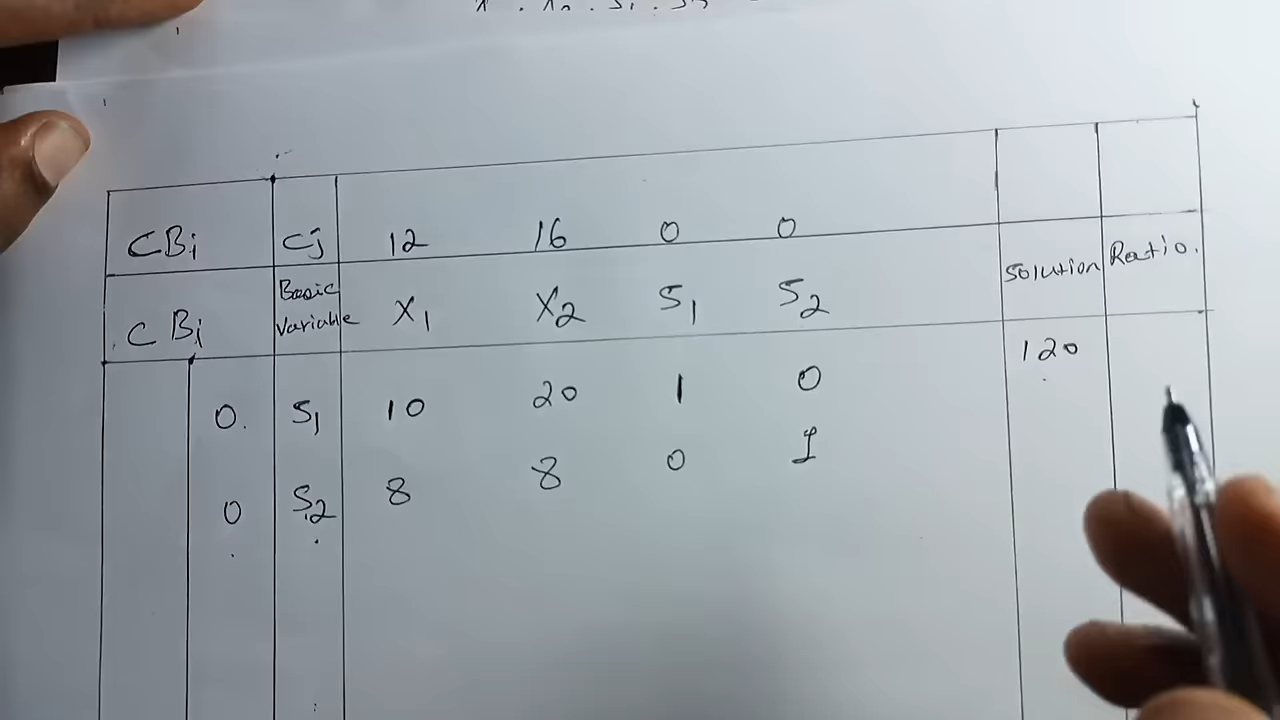 CBi Cj 12 16 0 0
CBi Basic Variable X1 X2 S1 S2 Solution Ratio.
0. S1 10 20 1 0 120
0 S2 8 8 0 1